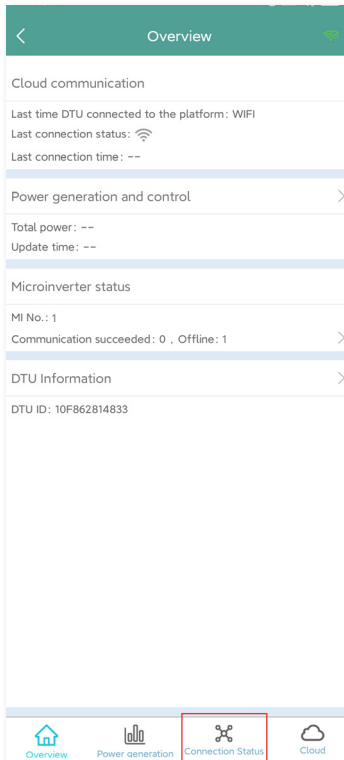 Overview
Cloud communication
Last time DTU connected to the platform: WIFI
Last connection status:
Last connection time: --
Power generation and control
Total power: --
Update time: --
Microinverter status
MI No.: 1
Communication succeeded: 0 , Offline: 1
DTU Information
DTU ID: 10F862814833
Overview Power generation Connection Status Cloud